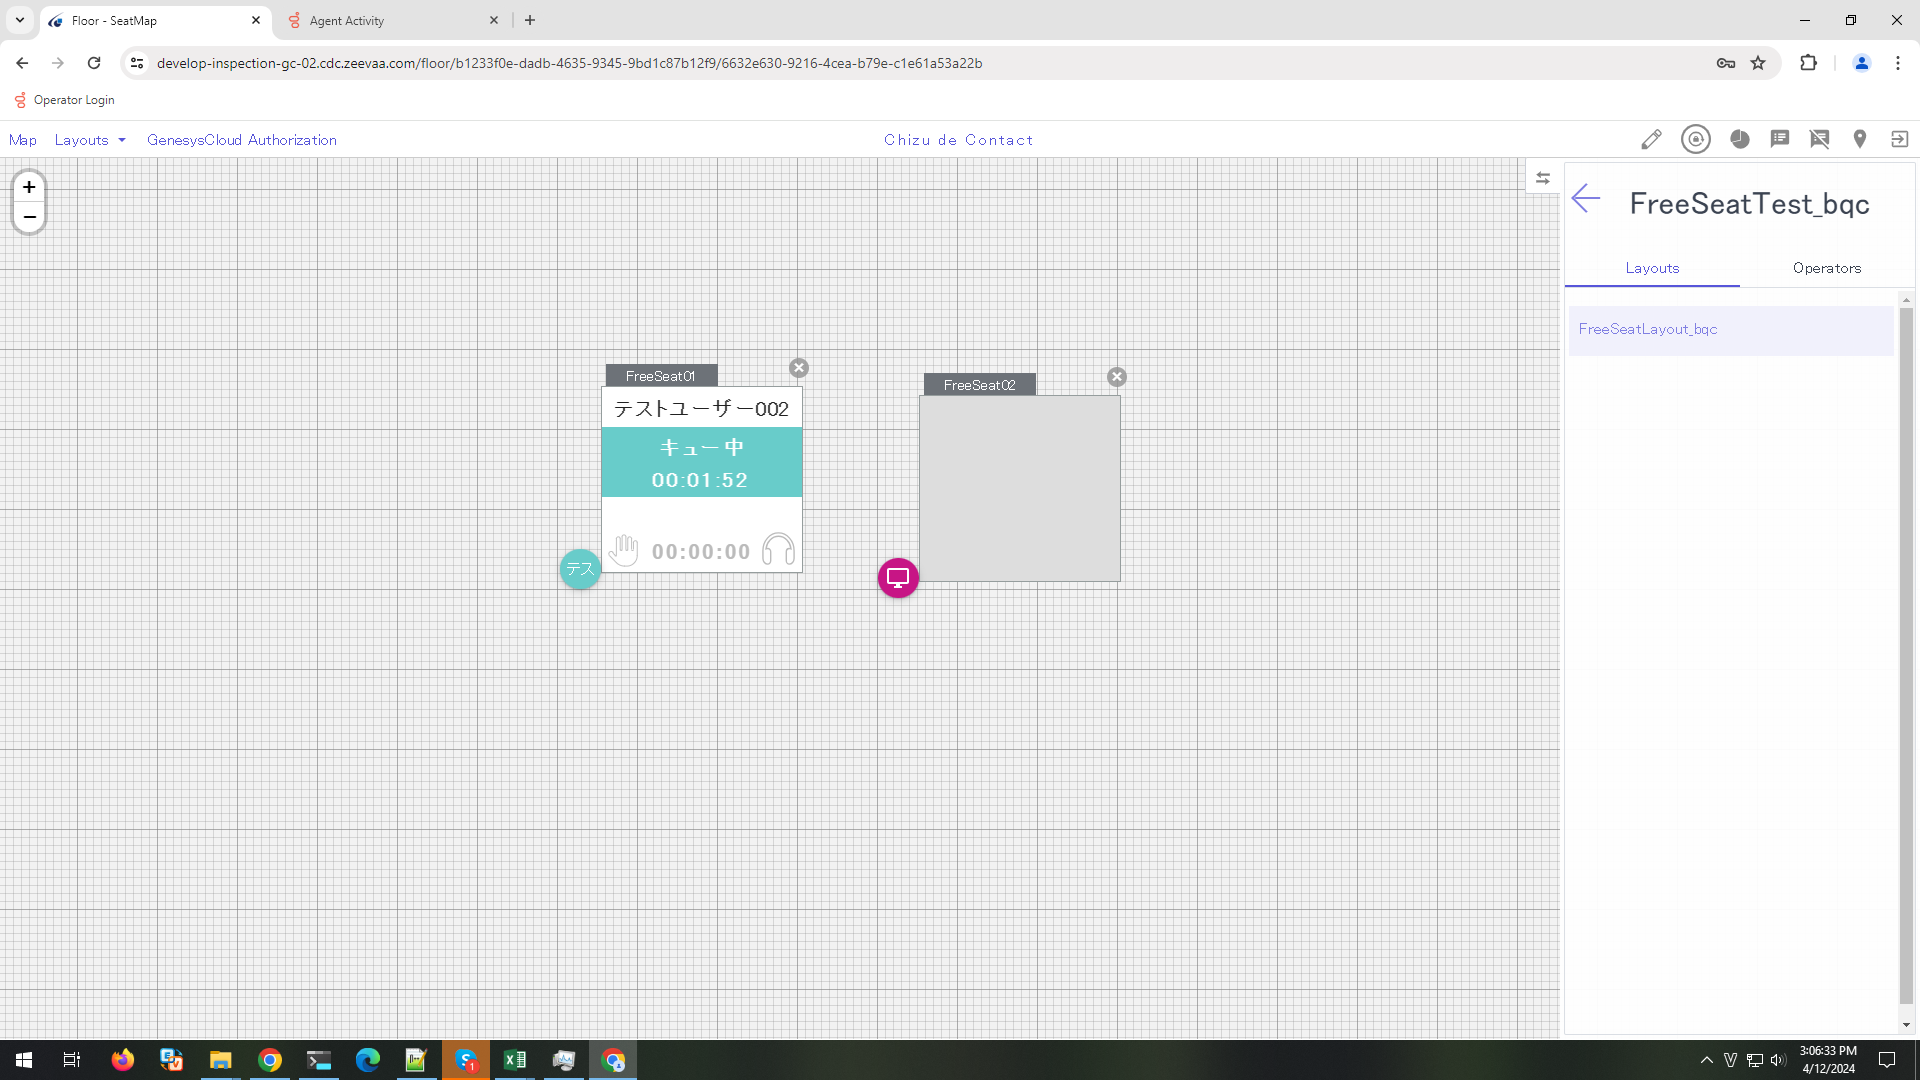 Floor - SeatMap
Agent Activity
develop-inspection-gc-02.cdc.zeevaa.com/floor/b1233f0e-dadb-4635-9345-9bd1c87b12f9/6632e630-9216-4cea-b79e-c1e61a53a22b
Operator Login
Map Layouts GenesysCloud Authorization Chizu de Contact
+
−
FreeSeatTest_bqc
Layouts Operators
FreeSeatLayout_bqc
FreeSeat01
テストユーザー002
キュー中
00:01:52
00:00:00
テス
FreeSeat02
1
3:06:33 PM
4/12/2024